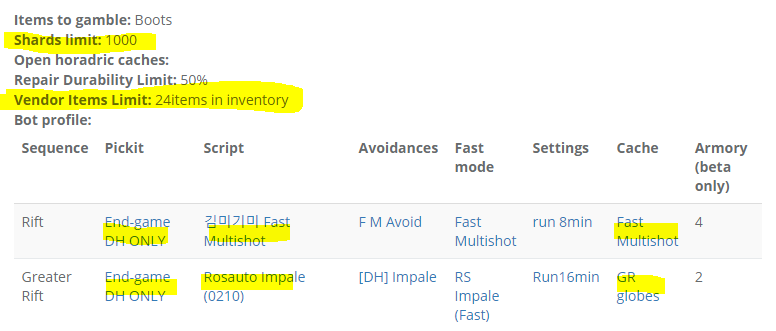 Items to gamble: Boots
Shards limit: 1000
Open horadric caches:
Repair Durability Limit: 50%
Vendor Items Limit: 24items in inventory
Bot profile:
Sequence Pickit Script Avoidances Fast mode Settings Cache Armory (beta only)
Rift End-game DH ONLY 김미기미 Fast Multishot F M Avoid Fast Multishot run 8min Fast Multishot 4
Greater Rift End-game DH ONLY Rosauto Impale (0210) [DH] Impale RS Impale (Fast) Run16min GR globes 2